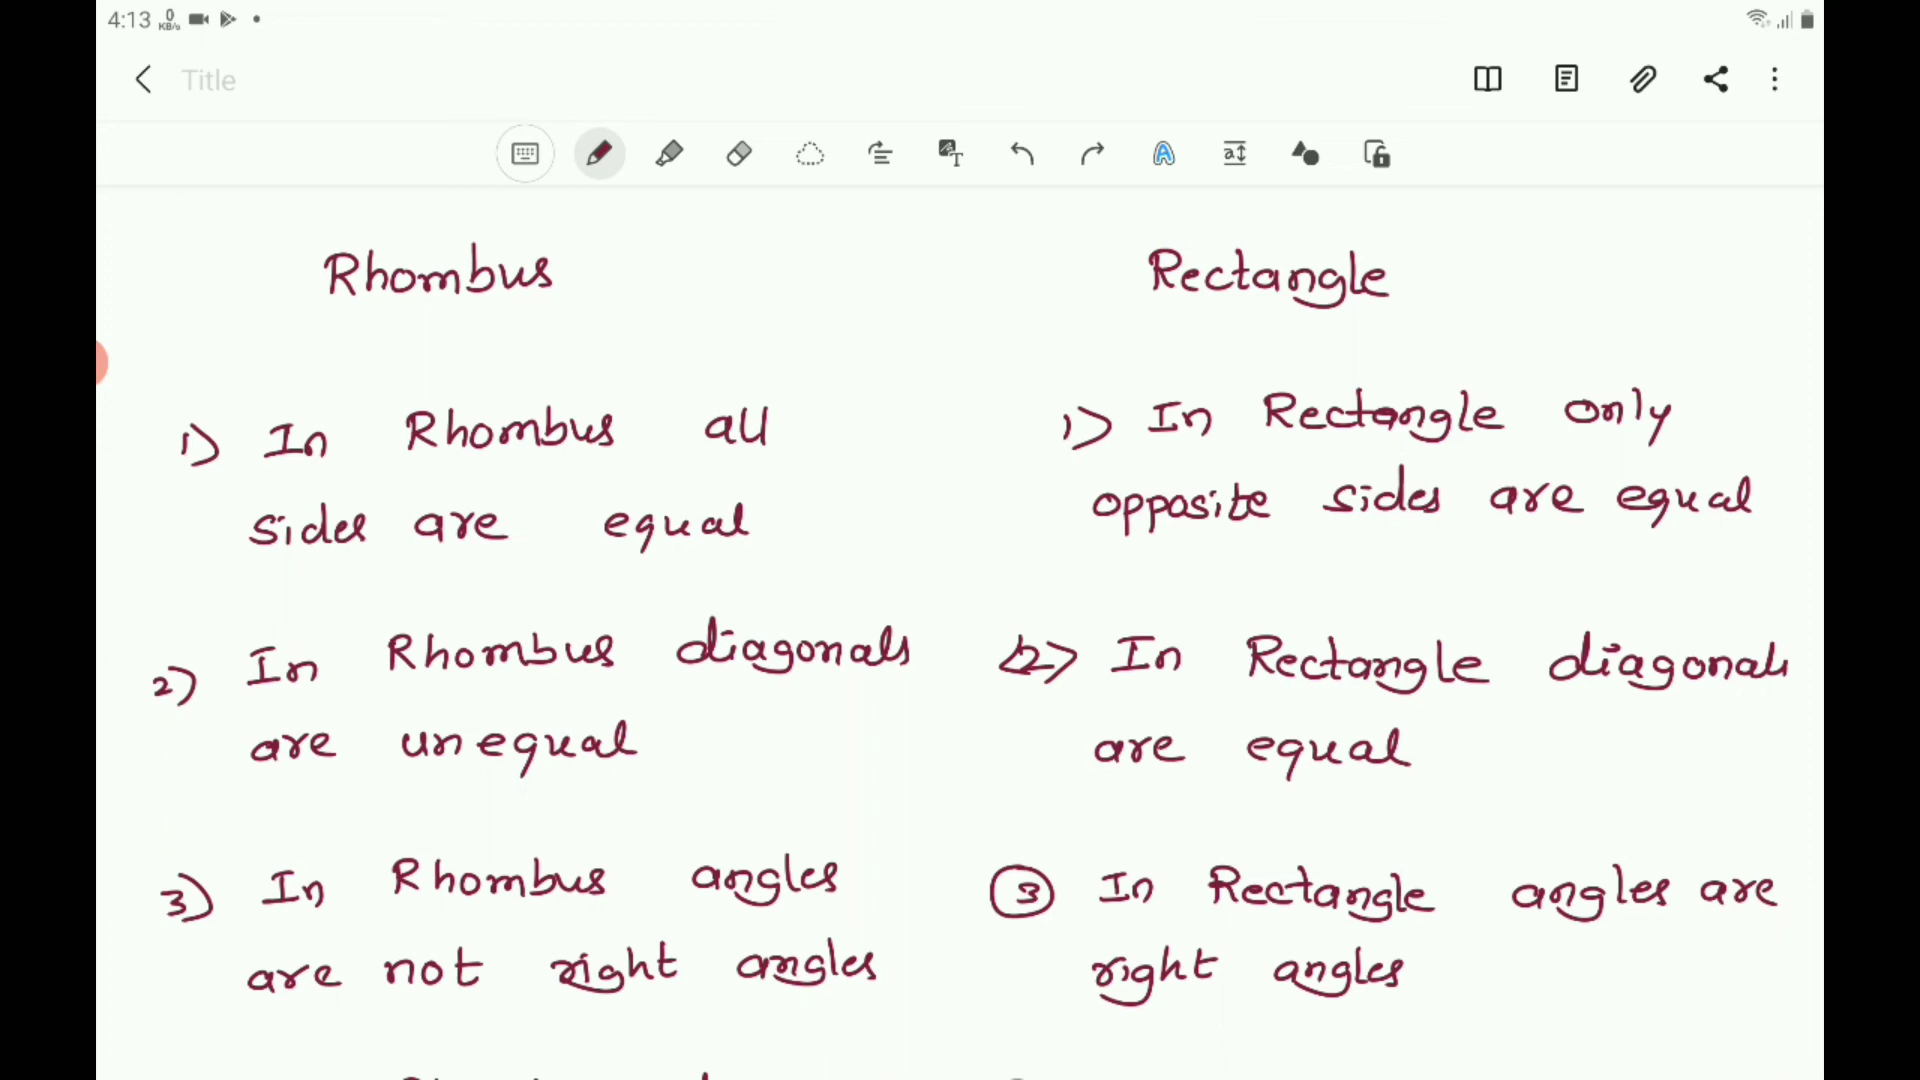 4:13 0 KB/s
Title
Rhombus
Rectangle
1) In Rhombus all
sides are equal
1) In Rectangle only
opposite sides are equal
2) In Rhombus diagonals
are unequal
2) In Rectangle diagonals
are equal
3) In Rhombus angles
are not right angles
3 In Rectangle angles are
right angles